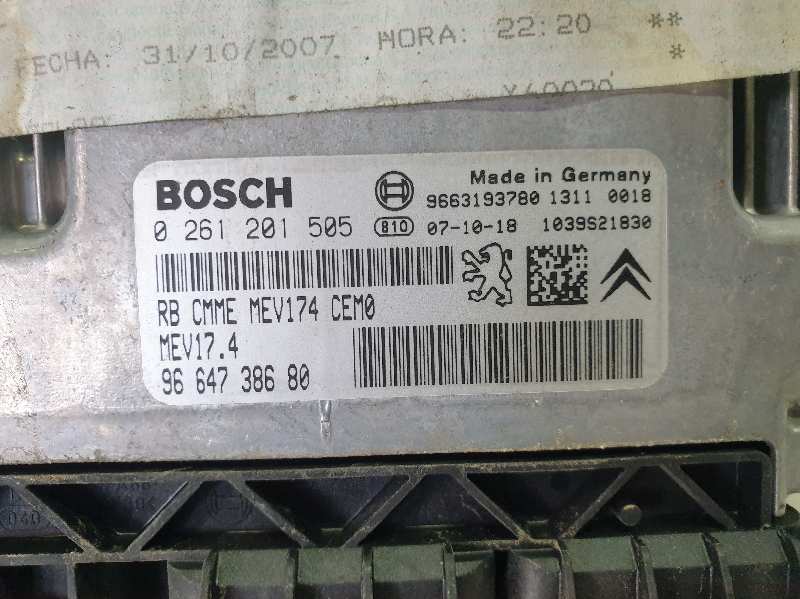 FECHA: 31/10/2007 HORA: 22:20 **
*
BOSCH
Made in Germany
9663193780 1311 0018
0 261 201 505 810 07-10-18 1039S21830
RB CMME MEV174 CEM0
MEV17.4
96 647 386 80